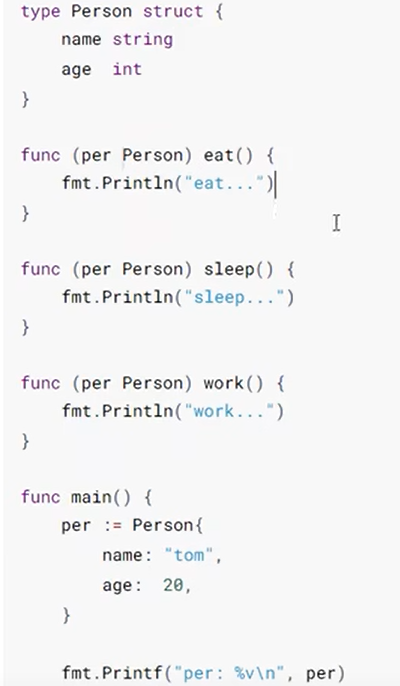 type Person struct {
    name string
    age  int
}

func (per Person) eat() {
    fmt.Println("eat...")
}

func (per Person) sleep() {
    fmt.Println("sleep...")
}

func (per Person) work() {
    fmt.Println("work...")
}

func main() {
    per := Person{
        name: "tom",
        age:  20,
    }

    fmt.Printf("per: %v\n", per)